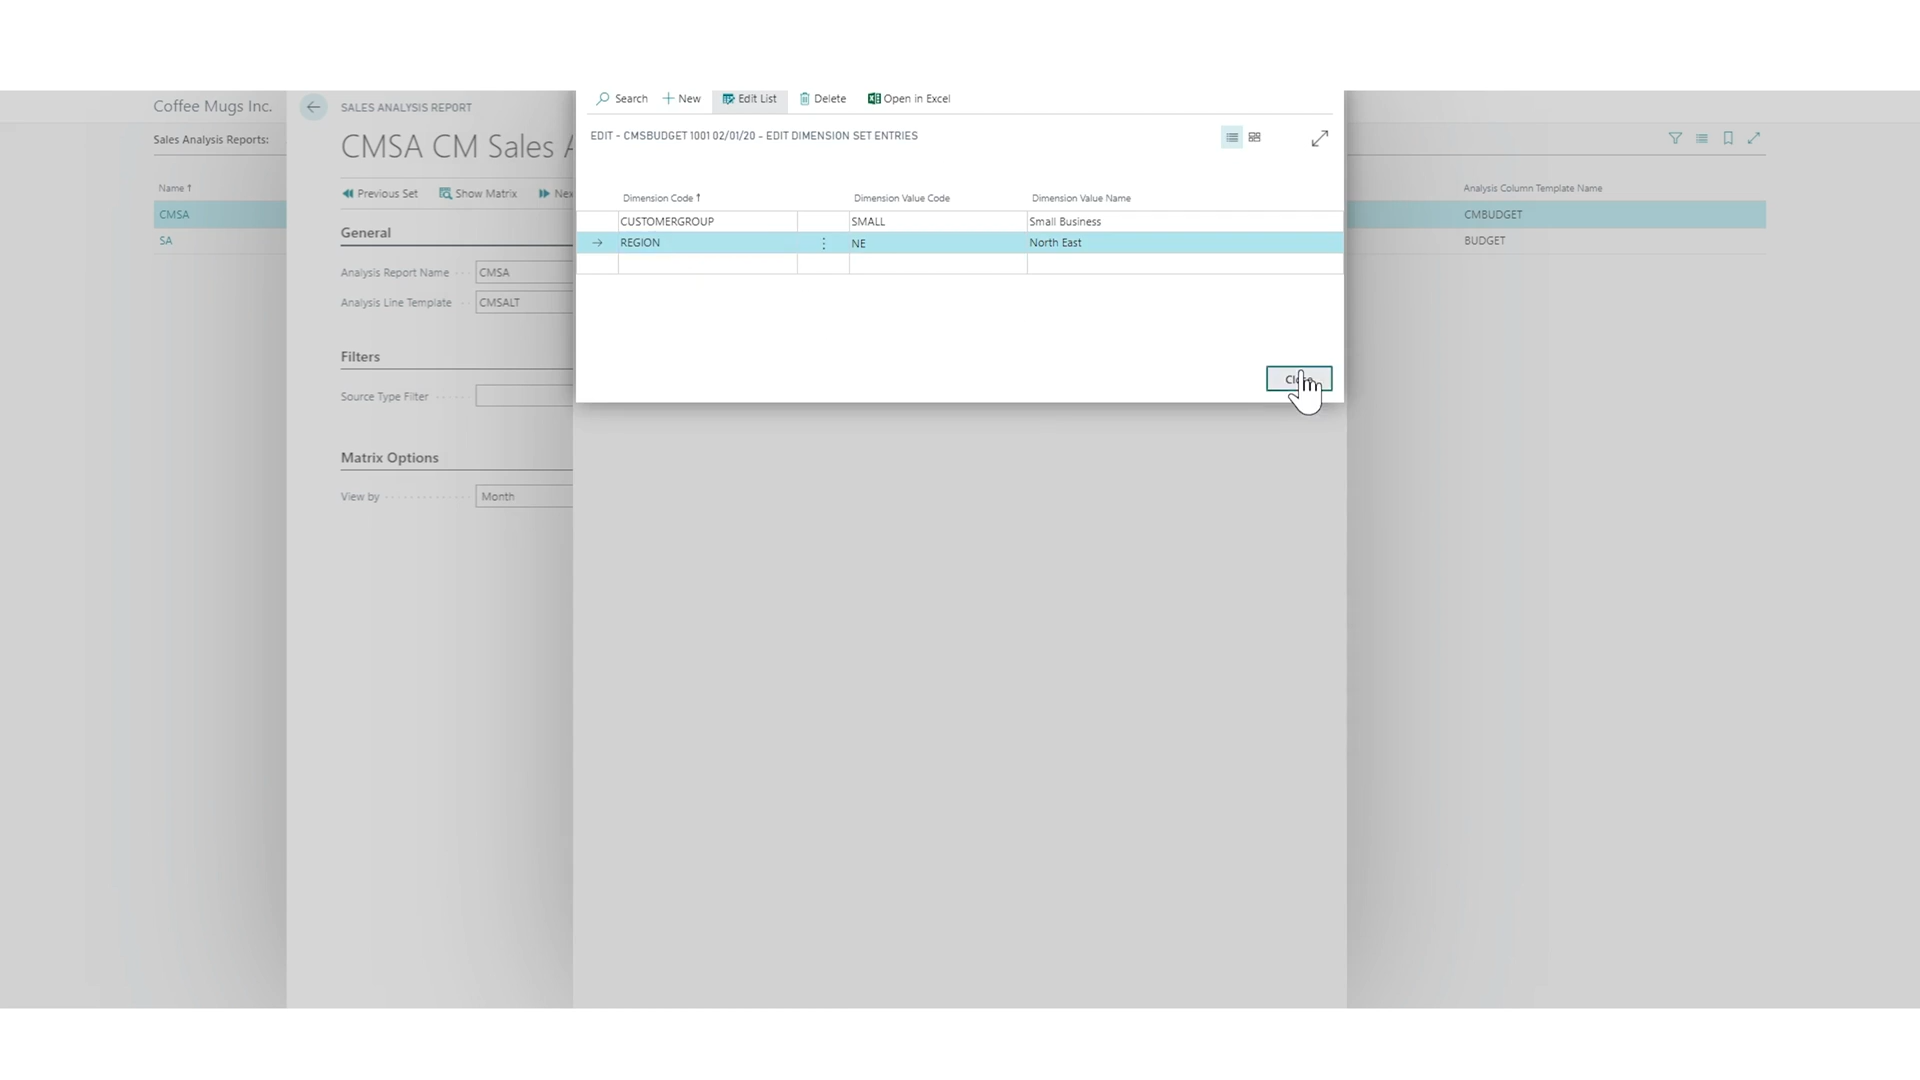 Coffee Mugs Inc.
Sales Analysis Reports:
Name ↑
CMSA
SA
SALES ANALYSIS REPORT
CMSA CM Sales
Previous Set Show Matrix
General
Analysis Report Name CMSA
Analysis Line Template CMSALT
Filters
Source Type Filter
Matrix Options
View by Month
Search + New Edit List Delete Open in Excel
EDIT - CMSBUDGET 1001 02/01/20 - EDIT DIMENSION SET ENTRIES
Dimension Code ↑ Dimension Value Code Dimension Value Name
CUSTOMERGROUP SMALL Small Business
REGION NE North East
Analysis Column Template Name
CMBUDGET
BUDGET